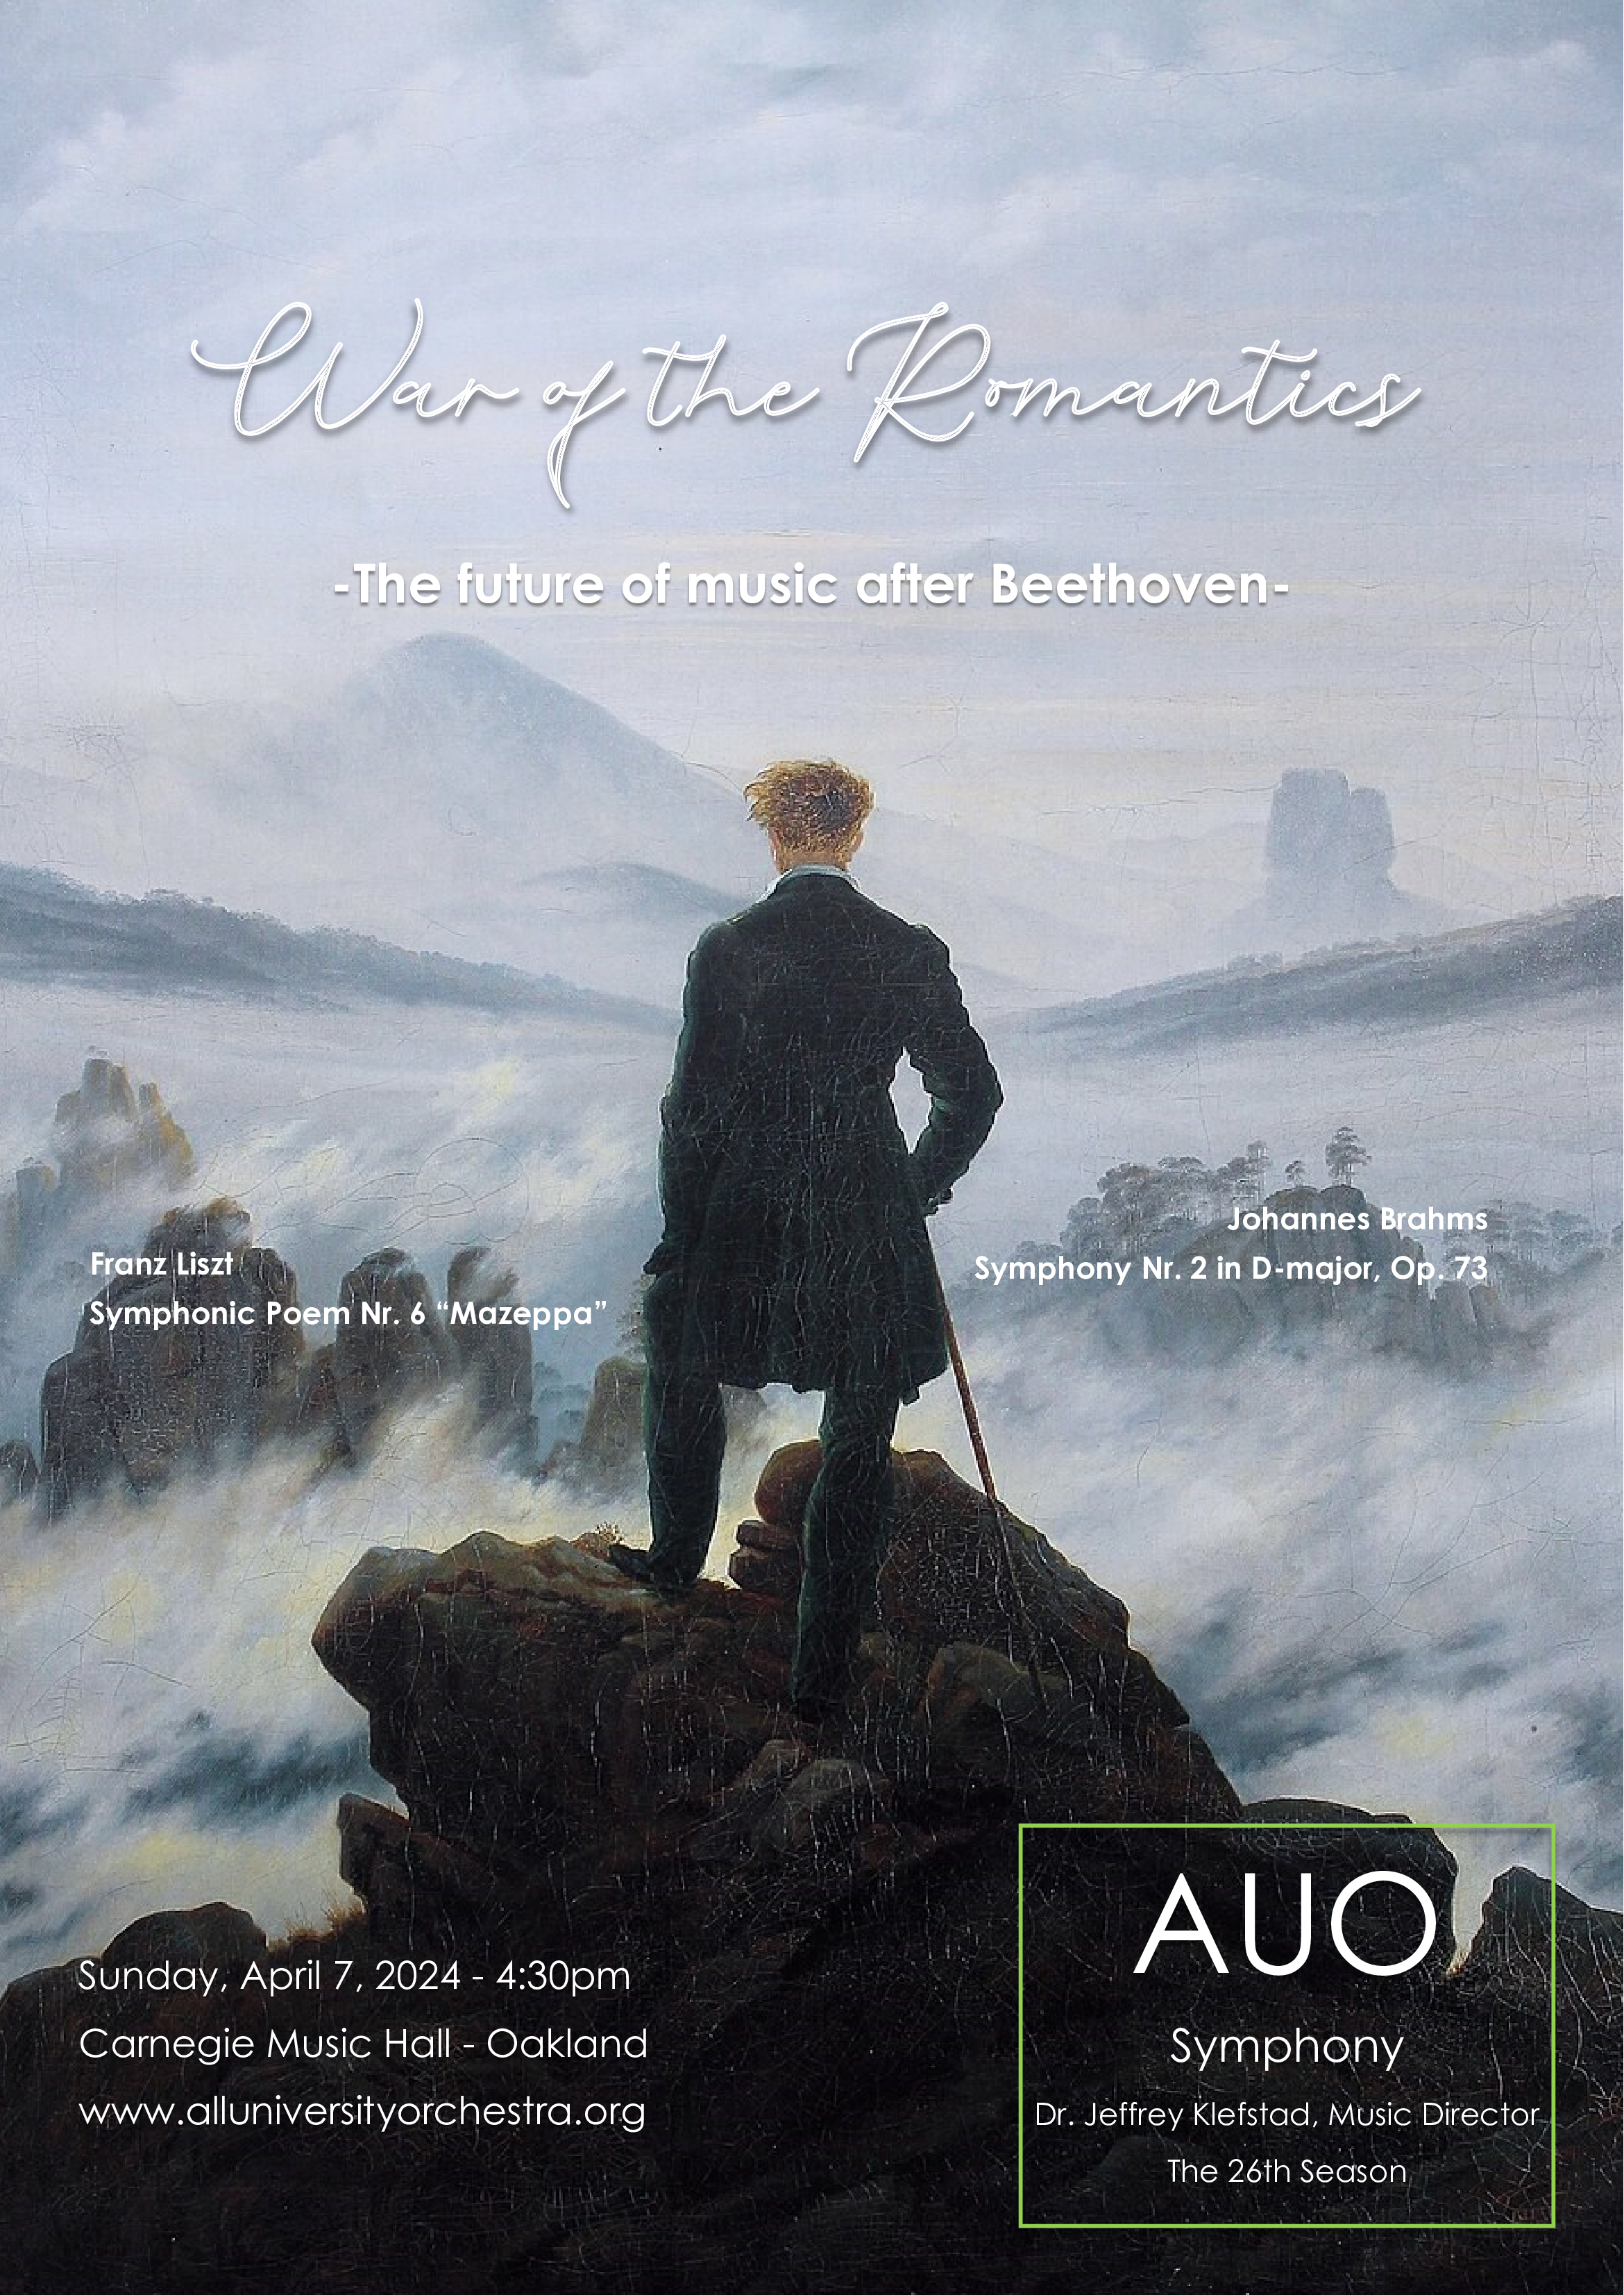 War of the Romantics
-The future of music after Beethoven-
Franz Liszt
Symphonic Poem Nr. 6 “Mazeppa”
Johannes Brahms
Symphony Nr. 2 in D-major, Op. 73
Sunday, April 7, 2024 - 4:30pm
Carnegie Music Hall - Oakland
www.alluniversityorchestra.org
AUO
Symphony
Dr. Jeffrey Klefstad, Music Director
The 26th Season